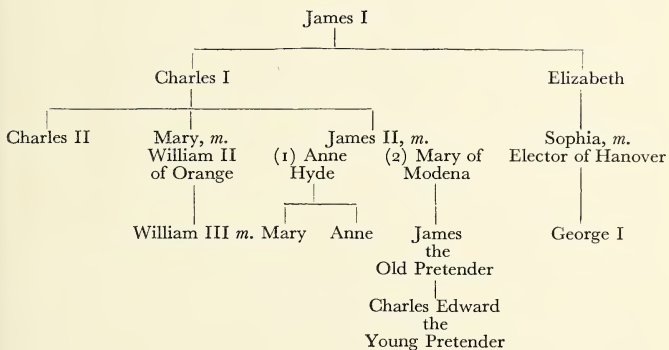 James I
Charles I Elizabeth
Charles II Mary, m. James II, m. Sophia, m.
William II (1) Anne (2) Mary of Elector of Hanover
of Orange Hyde Modena
William III m. Mary Anne James George I
the
Old Pretender
Charles Edward
the
Young Pretender